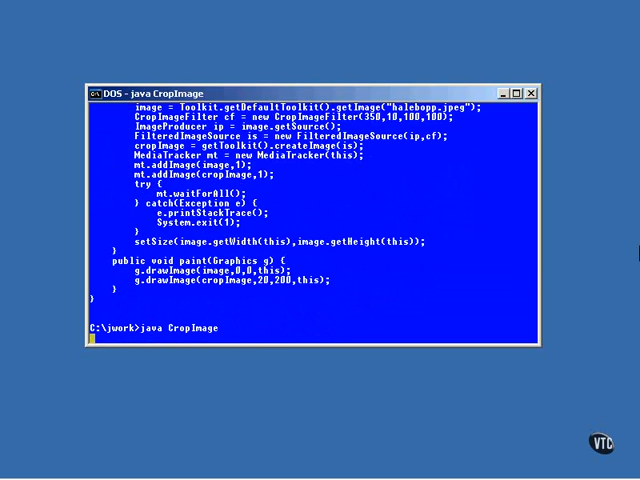 DOS - java CropImage
image = Toolkit.getDefaultToolkit().getImage("halebopp.jpeg");
CropImageFilter cf = new CropImageFilter(350,10,100,100);
ImageProducer ip = image.getSource();
FilteredImageSource is = new FilteredImageSource(ip,cf);
cropImage = getToolkit().createImage(is);
MediaTracker mt = new MediaTracker(this);
mt.addImage(image,1);
mt.addImage(cropImage,1);
try {
mt.waitForAll();
} catch(Exception e) {
e.printStackTrace();
System.exit(1);
}
setSize(image.getWidth(this),image.getHeight(this));
}
public void paint(Graphics g) {
g.drawImage(image,0,0,this);
g.drawImage(cropImage,20,200,this);
}
}
C:\jwork>java CropImage
VTC